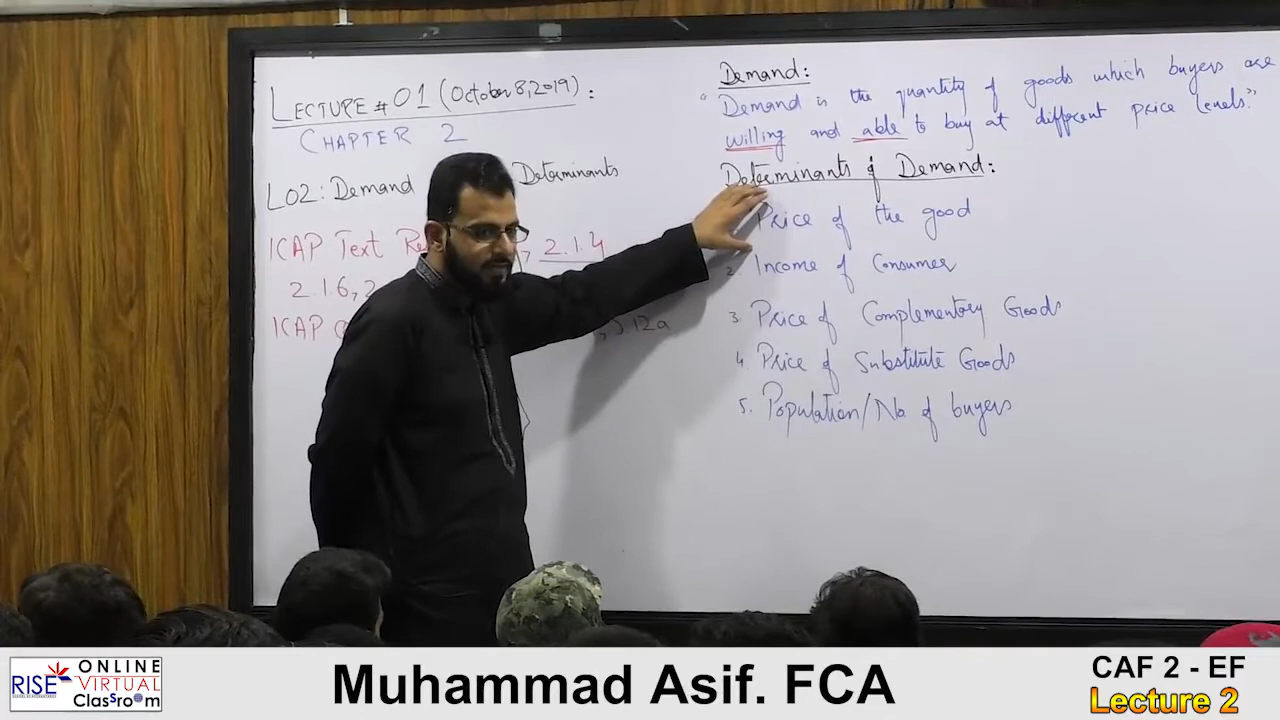 LECTURE # 01 (October 8, 2019) :
CHAPTER 2
LO2: Demand Determinants
ICAP Text 2.1.4
2.1.6,
ICAP 12a
Demand:
"Demand is the quantity of goods which buyers are
willing and able to buy at different price levels."
Determinants of Demand:
Price of the good
2. Income of Consumer
3. Price of Complementary Goods
4. Price of Substitute Goods
5. Population/No of buyers
RISE
ONLINE
VIRTUAL
Classroom
Muhammad Asif. FCA
CAF 2 - EF
Lecture 2